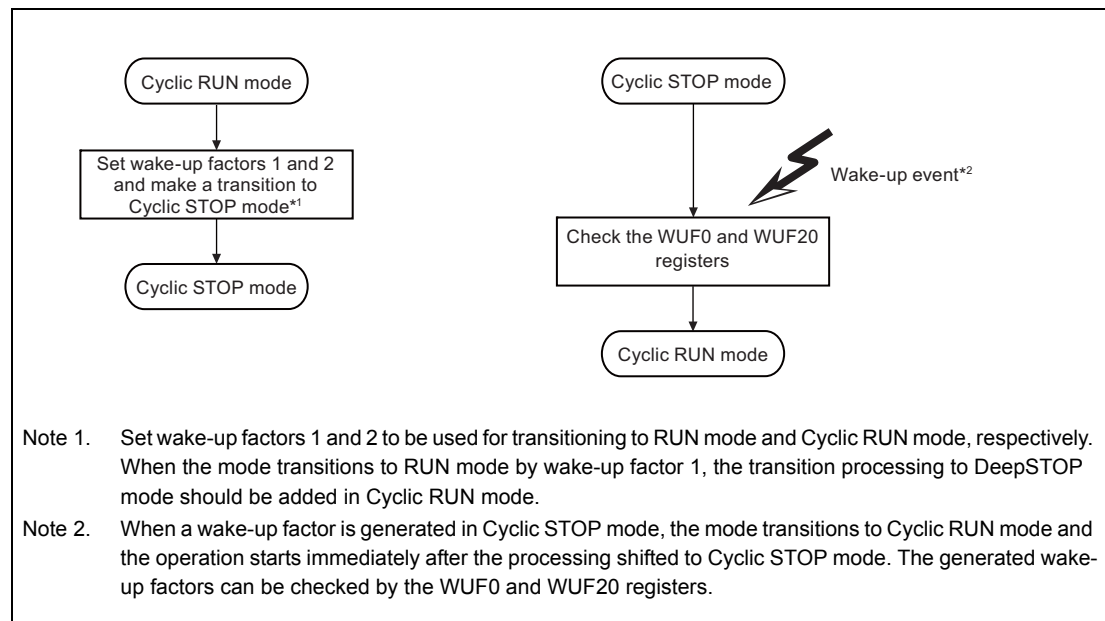 Cyclic RUN mode
Set wake-up factors 1 and 2
and make a transition to
Cyclic STOP mode*1
Cyclic STOP mode
Cyclic STOP mode
Wake-up event*2
Check the WUF0 and WUF20
registers
Cyclic RUN mode
Note 1. Set wake-up factors 1 and 2 to be used for transitioning to RUN mode and Cyclic RUN mode, respectively.
When the mode transitions to RUN mode by wake-up factor 1, the transition processing to DeepSTOP
mode should be added in Cyclic RUN mode.
Note 2. When a wake-up factor is generated in Cyclic STOP mode, the mode transitions to Cyclic RUN mode and
the operation starts immediately after the processing shifted to Cyclic STOP mode. The generated wake-
up factors can be checked by the WUF0 and WUF20 registers.